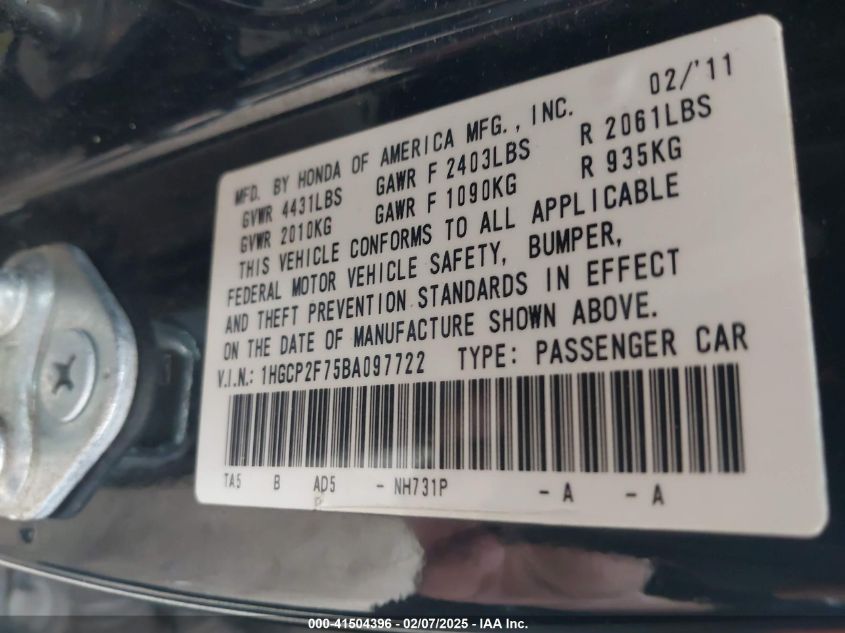 MFD. BY HONDA OF AMERICA MFG., INC. 02/'11
GVWR 4431LBS GAWR F 2403LBS R 2061LBS
GVWR 2010KG GAWR F 1090KG R 935KG
THIS VEHICLE CONFORMS TO ALL APPLICABLE
FEDERAL MOTOR VEHICLE SAFETY, BUMPER,
AND THEFT PREVENTION STANDARDS IN EFFECT
ON THE DATE OF MANUFACTURE SHOWN ABOVE.
V.I.N.: 1HGCP2F75BA097722 TYPE: PASSENGER CAR
TA5 B AD5 - NH731P - A - A
000-41504396 - 02/07/2025 - IAA Inc.